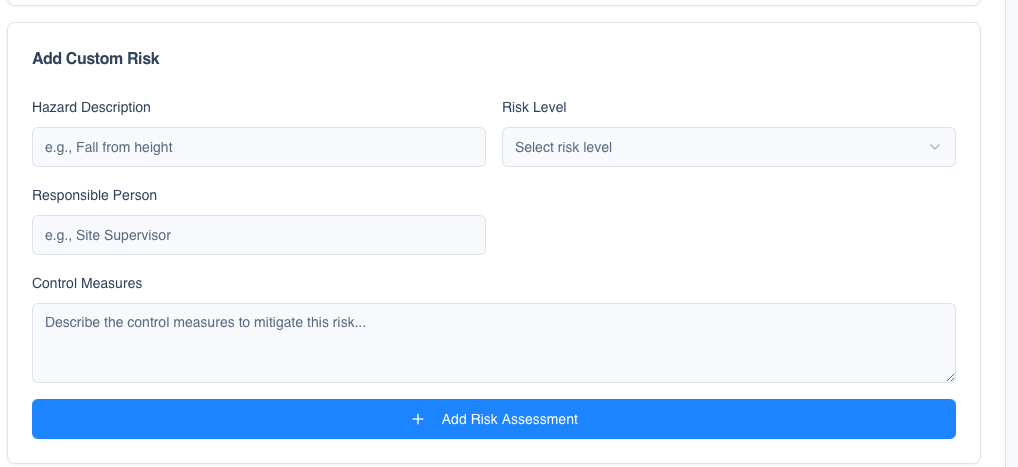 Add Custom Risk
Hazard Description
Risk Level
e.g., Fall from height
Select risk level
Responsible Person
e.g., Site Supervisor
Control Measures
Describe the control measures to mitigate this risk...
Add Risk Assessment